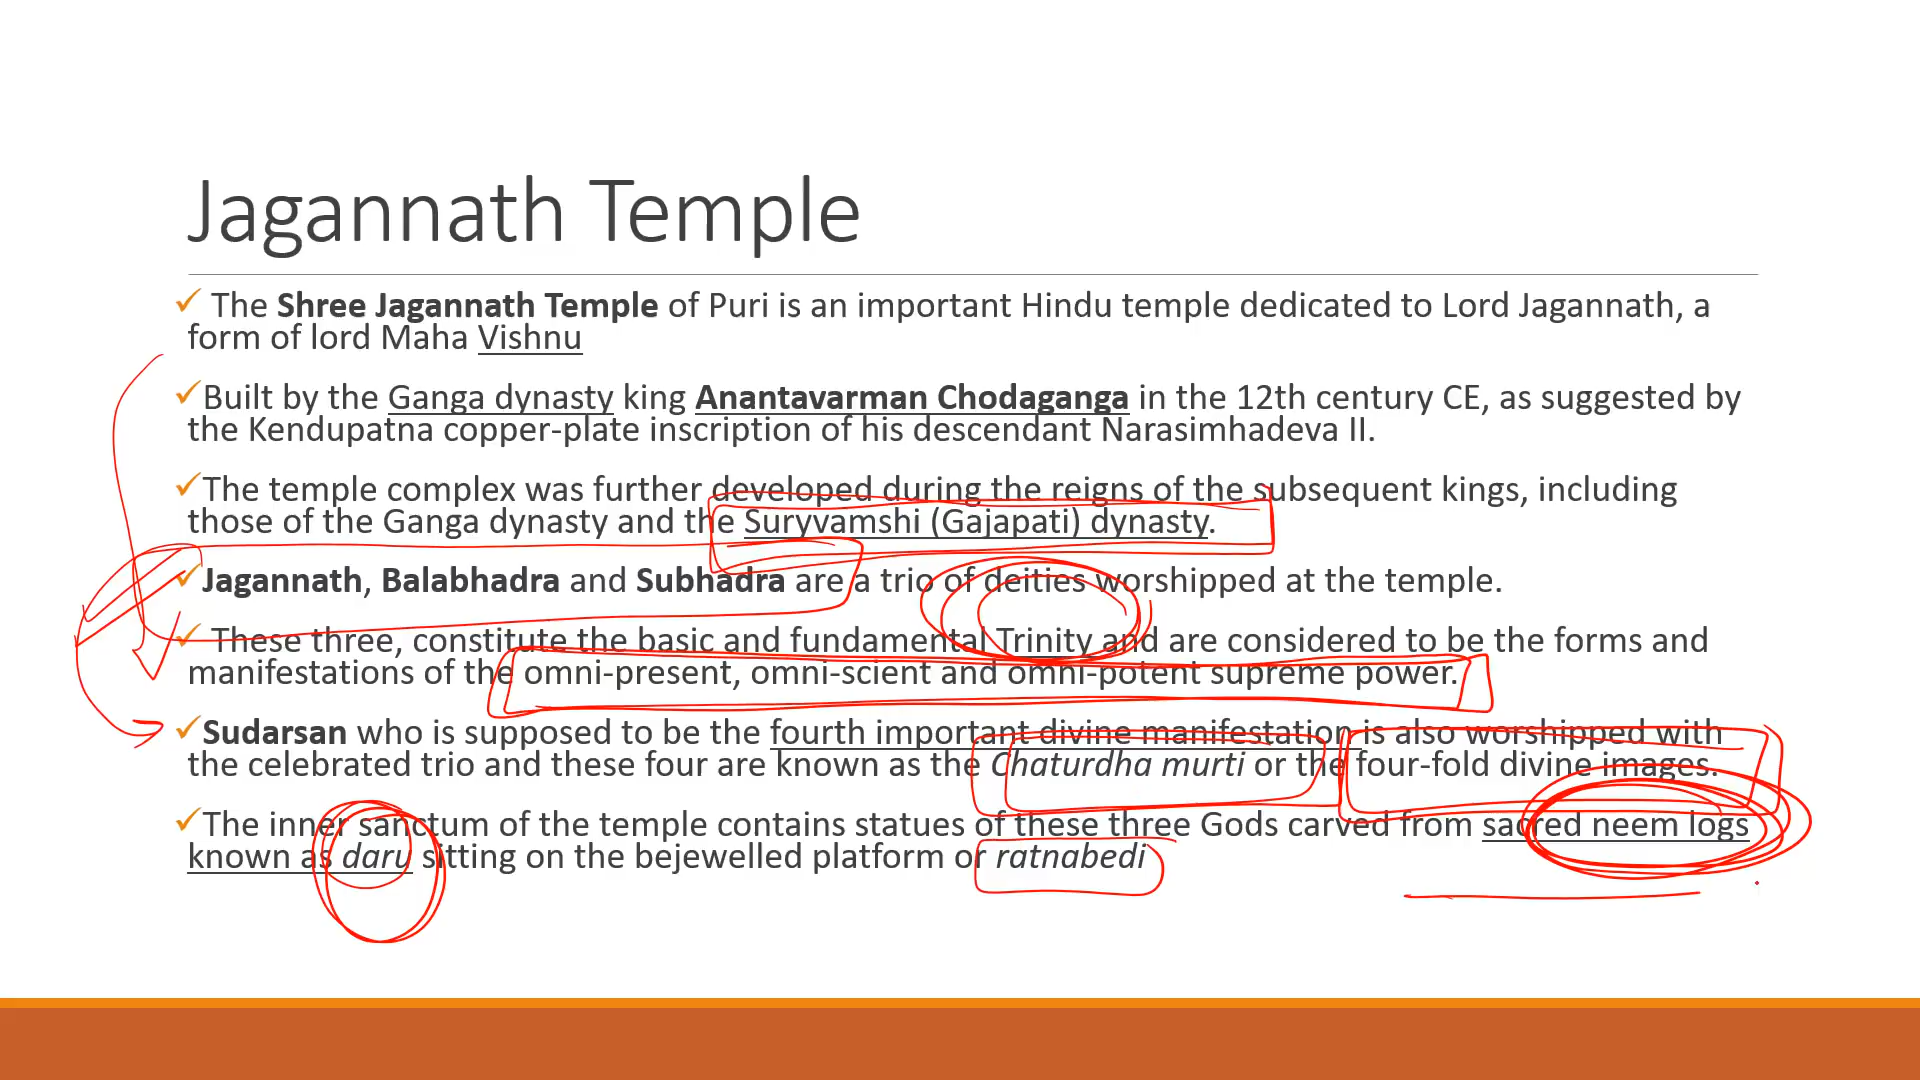 Jagannath Temple
The Shree Jagannath Temple of Puri is an important Hindu temple dedicated to Lord Jagannath, a
form of lord Maha Vishnu
Built by the Ganga dynasty king Anantavarman Chodaganga in the 12th century CE, as suggested by
the Kendupatna copper-plate inscription of his descendant Narasimhadeva II.
The temple complex was further developed during the reigns of the subsequent kings, including
those of the Ganga dynasty and the Suryvamshi (Gajapati) dynasty.
Jagannath, Balabhadra and Subhadra are a trio of deities worshipped at the temple.
These three, constitute the basic and fundamental Trinity and are considered to be the forms and
manifestations of the omni-present, omni-scient and omni-potent supreme power.
Sudarsan who is supposed to be the fourth important divine manifestation is also worshipped with
the celebrated trio and these four are known as the Chaturdha murti or the four-fold divine images.
The inner sanctum of the temple contains statues of these three Gods carved from sacred neem logs
known as daru sitting on the bejewelled platform or ratnabedi